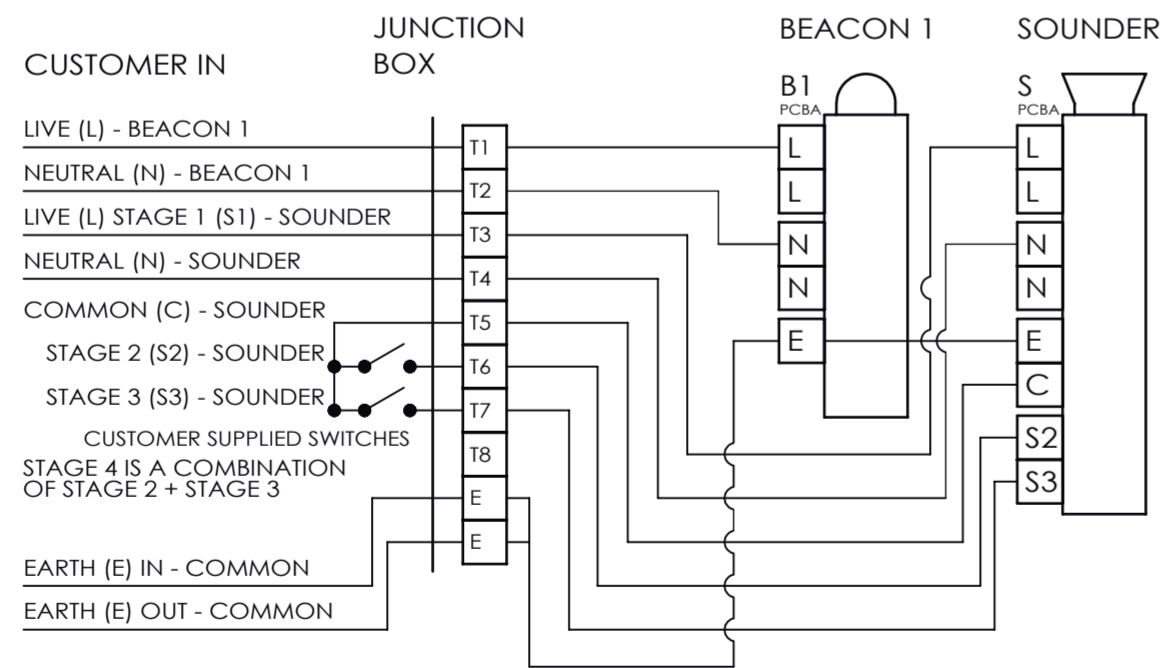 JUNCTION
BOX
BEACON 1
SOUNDER
CUSTOMER IN
B1
PCBA
S
PCBA
LIVE (L) - BEACON 1
NEUTRAL (N) - BEACON 1
LIVE (L) STAGE 1 (S1) - SOUNDER
NEUTRAL (N) - SOUNDER
COMMON (C) - SOUNDER
STAGE 2 (S2) - SOUNDER
STAGE 3 (S3) - SOUNDER
CUSTOMER SUPPLIED SWITCHES
STAGE 4 IS A COMBINATION
OF STAGE 2 + STAGE 3
EARTH (E) IN - COMMON
EARTH (E) OUT - COMMON
T1
T2
T3
T4
T5
T6
T7
T8
E
E
L
L
N
N
E
L
L
N
N
E
C
S2
S3